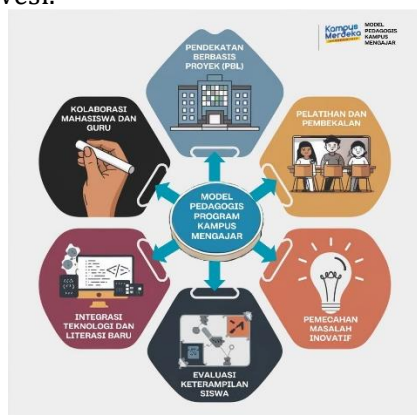 vesi.
Kampus
Merdeka
MODEL
PEDAGOGIS
KAMPUS
MENGAJAR
PENDEKATAN
BERBASIS
PROYEK (PBL)
KOLABORASI
MAHASISWA DAN
GURU
PELATIHAN DAN
PEMBEKALAN
MODEL
PEDAGOGIS
PROGRAM
KAMPUS
MENGAJAR
INTEGRASI
TEKNOLOGI DAN
LITERASI BARU
PEMECAHAN
MASALAH
INOVATIF
EVALUASI
KETERAMPILAN
SISWA